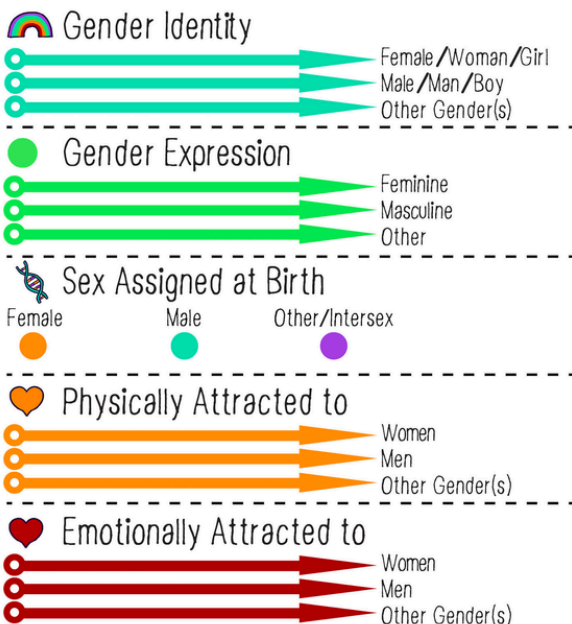 Gender Identity
Female/Woman/Girl
Male/Man/Boy
Other Gender(s)
Gender Expression
Feminine
Masculine
Other
Sex Assigned at Birth
Female Male Other/Intersex
Physically Attracted to
Women
Men
Other Gender(s)
Emotionally Attracted to
Women
Men
Other Gender(s)